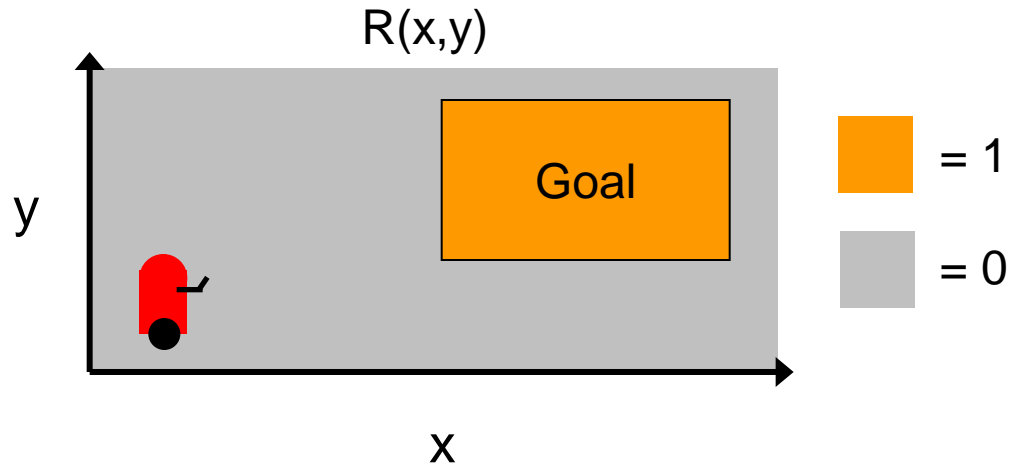 R(x,y)
y
Goal
= 1
= 0
x